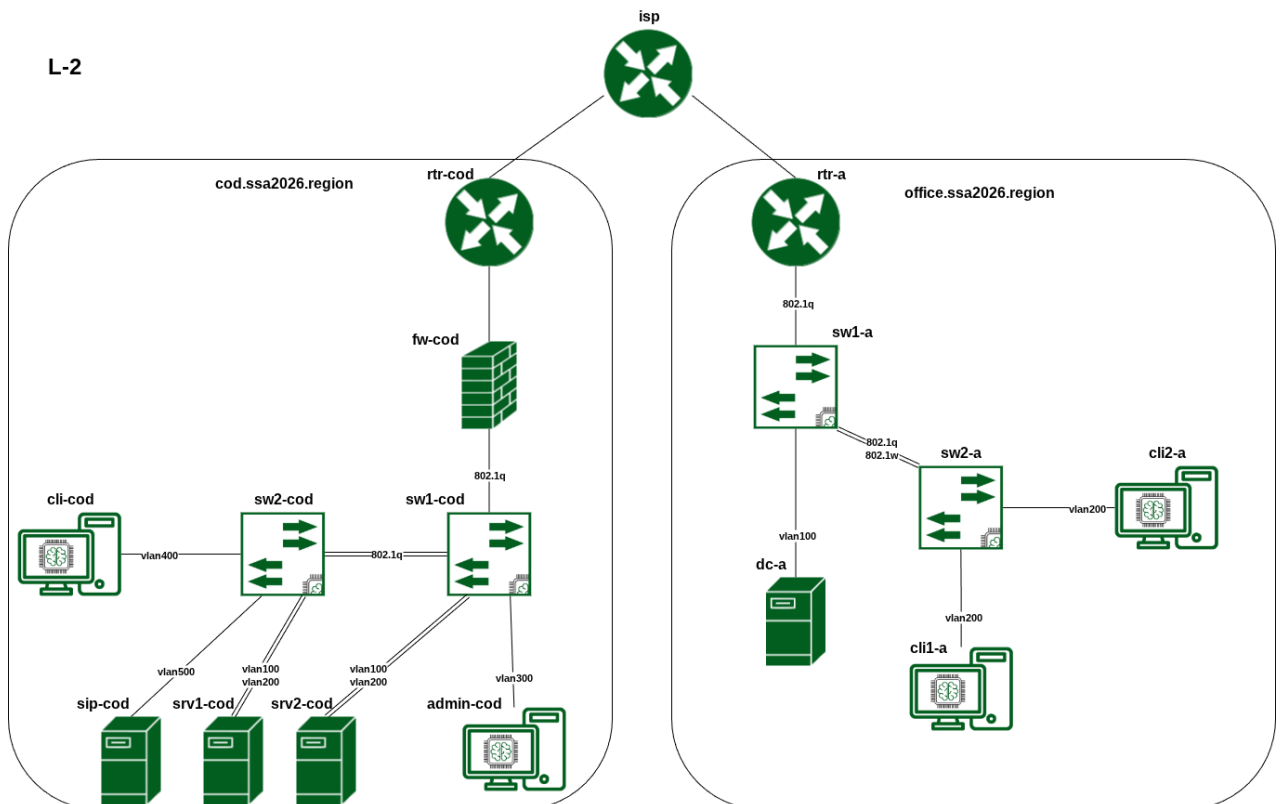 isp
L-2
rtr-cod
rtr-a
cod.ssa2026.region
office.ssa2026.region
802.1q
fw-cod
sw1-a
802.1q
802.1w
sw2-a
cli2-a
802.1q
cli-cod
sw2-cod
sw1-cod
vlan200
vlan100
vlan400
802.1q
dc-a
vlan200
cli1-a
vlan500
vlan100
vlan200
vlan100
vlan200
vlan300
sip-cod
srv1-cod
srv2-cod
admin-cod